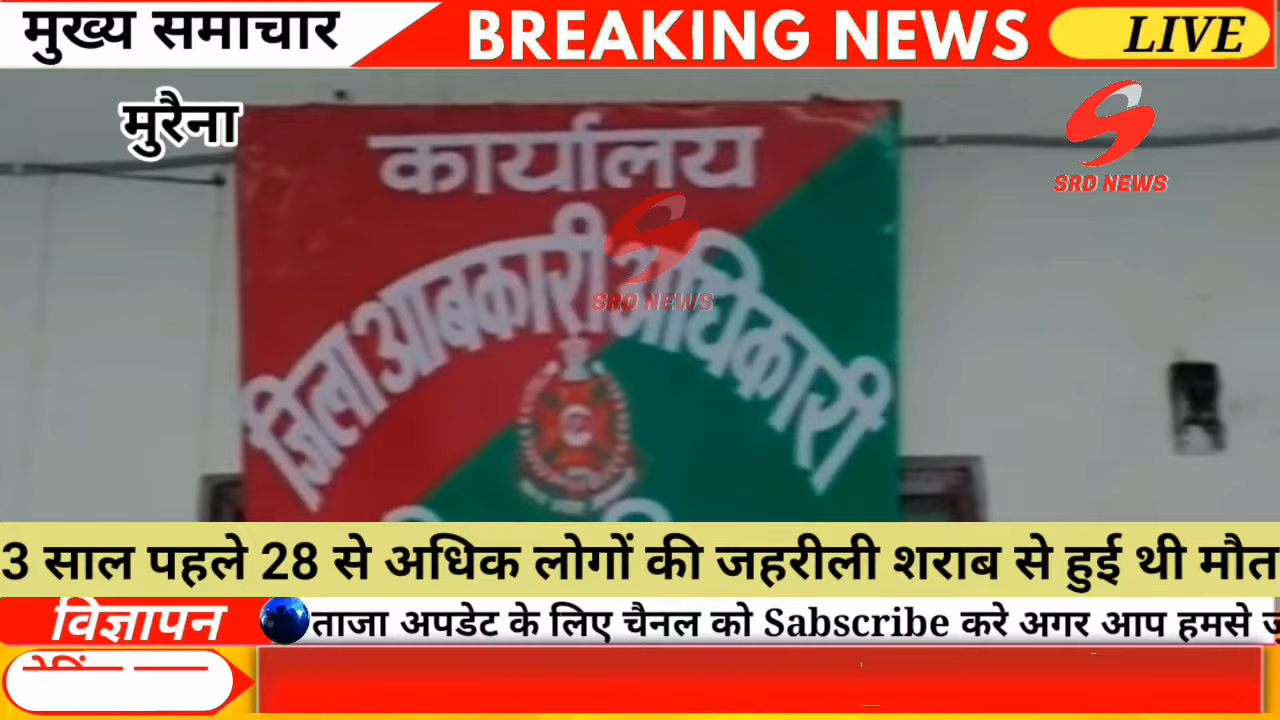 मुख्य समाचार
BREAKING NEWS
LIVE
मुरैना
SRD NEWS
कार्यालय
जिला आबकारी अधिकारी
SRD NEWS
3 साल पहले 28 से अधिक लोगों की जहरीली शराब से हुई थी मौत
विज्ञापन
ताजा अपडेट के लिए चैनल को Sabscribe करे अगर आप हमसे